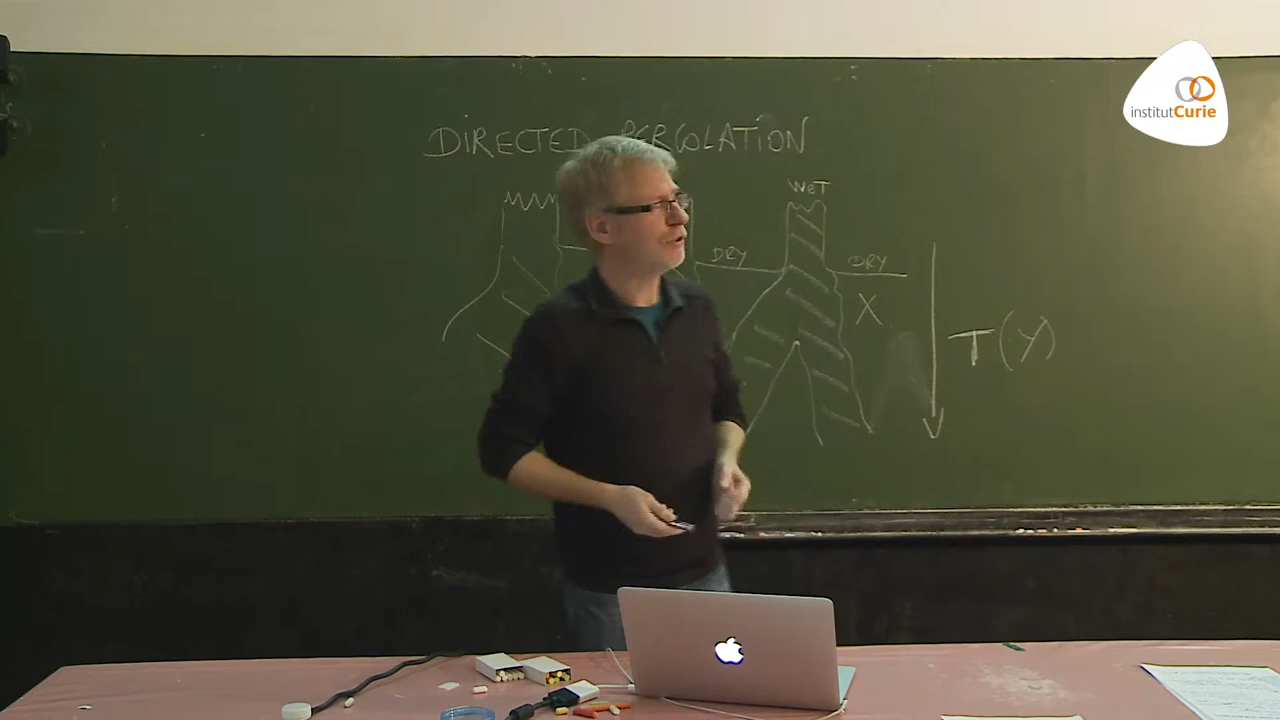 institutCurie
DIRECTED PERCOLATION
WeT
DRY
DRY
X
T(Y)